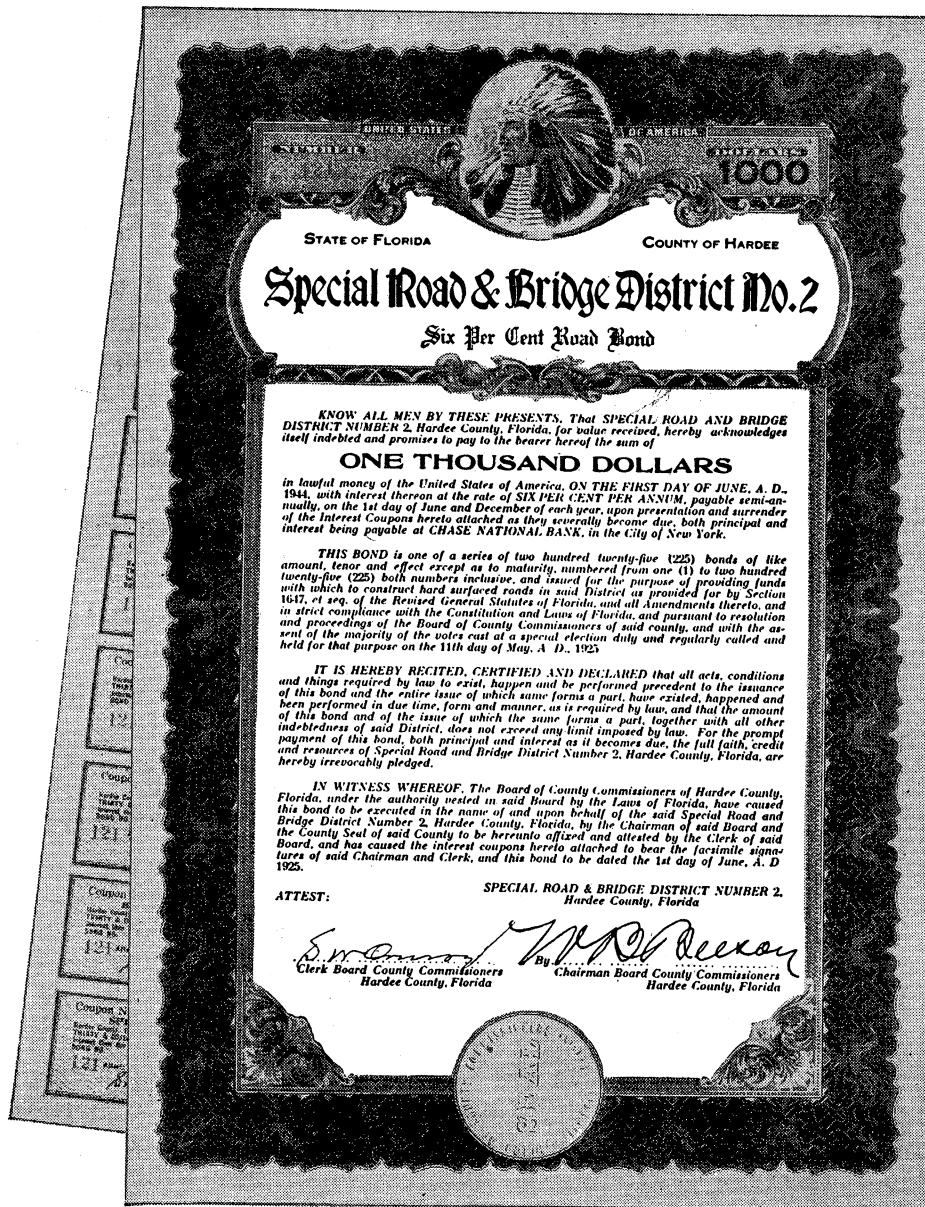 UNITED STATES OF AMERICA
NUMBER DOLLARS
1000
STATE OF FLORIDA COUNTY OF HARDEE
Special Road & Bridge District No. 2
Six Per Cent Road Bond
KNOW ALL MEN BY THESE PRESENTS, That SPECIAL ROAD AND BRIDGE
DISTRICT NUMBER 2, Hardee County, Florida, for value received, hereby acknowledges
itself indebted and promises to pay to the bearer hereof the sum of
ONE THOUSAND DOLLARS
in lawful money of the United States of America, ON THE FIRST DAY OF JUNE, A. D.,
1944, with interest thereon at the rate of SIX PER CENT PER ANNUM, payable semi-an-
nually, on the 1st day of June and December of each year, upon presentation and surrender
of the Interest Coupons hereto attached as they severally become due, both principal and
interest being payable at CHASE NATIONAL BANK, in the City of New York.
THIS BOND is one of a series of two hundred twenty-five (225) bonds of like
amount, tenor and effect except as to maturity, numbered from one (1) to two hundred
twenty-five (225) both numbers inclusive, and issued for the purpose of providing funds
with which to construct hard surfaced roads in said District as provided for by Section
1647, et seq. of the Revised General Statutes of Florida, and all Amendments thereto, and
in strict compliance with the Constitution and Laws of Florida, and pursuant to resolution
and proceedings of the Board of County Commissioners of said county, and with the as-
sent of the majority of the votes cast at a special election duly and regularly called and
held for that purpose on the 11th day of May, A D., 1925
IT IS HEREBY RECITED, CERTIFIED AND DECLARED that all acts, conditions
and things required by law to exist, happen and be performed precedent to the issuance
of this bond and the entire issue of which same forms a part, have existed, happened and
been performed in due time, form and manner, as is required by law, and that the amount
of this bond and of the issue of which the same forms a part, together with all other
indebtedness of said District, does not exceed any limit imposed by law. For the prompt
payment of this bond, both principal and interest as it becomes due, the full faith, credit
and resources of Special Road and Bridge District Number 2, Hardee County, Florida, are
hereby irrevocably pledged.
IN WITNESS WHEREOF, The Board of County Commissioners of Hardee County,
Florida, under the authority vested in said Board by the Laws of Florida, have caused
this bond to be executed in the name of and upon behalf of the said Special Road and
Bridge District Number 2, Hardee County, Florida, by the Chairman of said Board and
the County Seal of said County to be hereunto affixed and attested by the Clerk of said
Board, and has caused the interest coupons hereto attached to bear the facsimile signa-
tures of said Chairman and Clerk, and this bond to be dated the 1st day of June, A. D
1925.
SPECIAL ROAD & BRIDGE DISTRICT NUMBER 2,
ATTEST: Hardee County, Florida
By
Clerk Board County Commissioners Chairman Board County Commissioners
Hardee County, Florida Hardee County, Florida
Coupon
121
Coupon
121
Coupon N
121